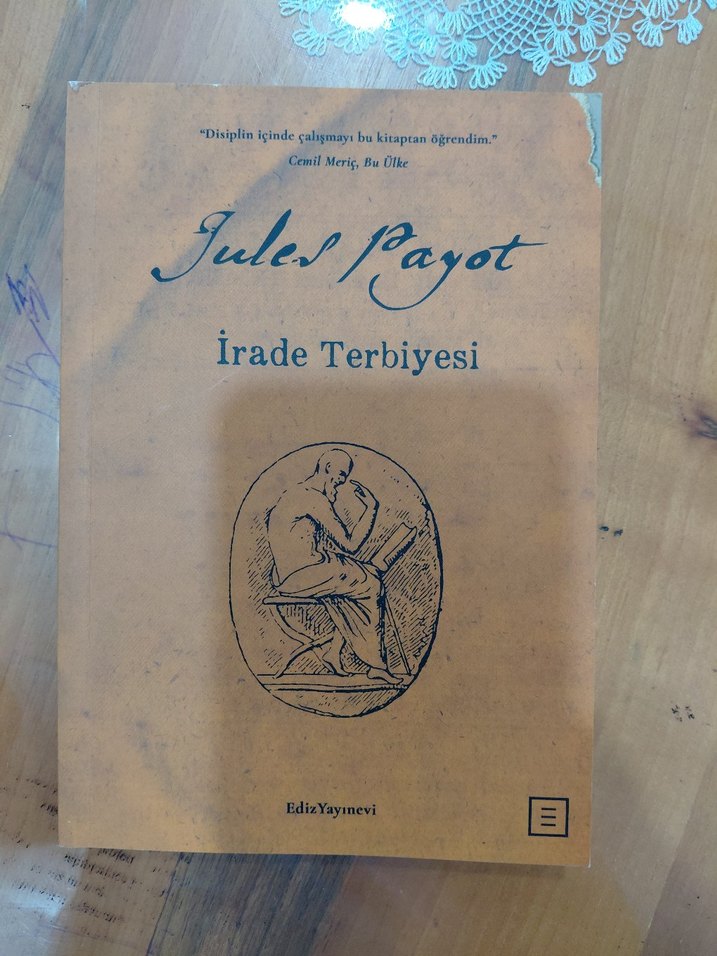 “Disiplin içinde çalışmayı bu kitaptan öğrendim.”
Cemil Meriç, Bu Ülke
Jules Payot
İrade Terbiyesi
EdizYayınevi